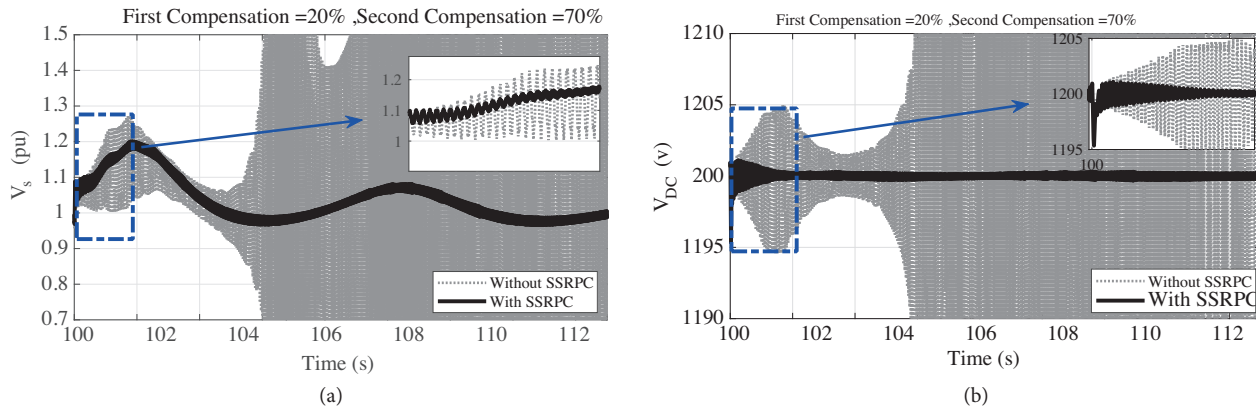 First Compensation =20% ,Second Compensation =70%
1.5
1.4
1.3
1.2
1.1
1
0.9
0.8
0.7
V_s (pu)
1.2
1.1
1
Without SSRPC
With SSRPC
100 102 104 106 108 110 112
Time (s)
(a)
First Compensation =20% ,Second Compensation =70%
1210
1205
200
1195
1190
V_DC (v)
1205
1200
1195
100
Without SSRPC
With SSRPC
100 102 104 106 108 110 112
Time (s)
(b)